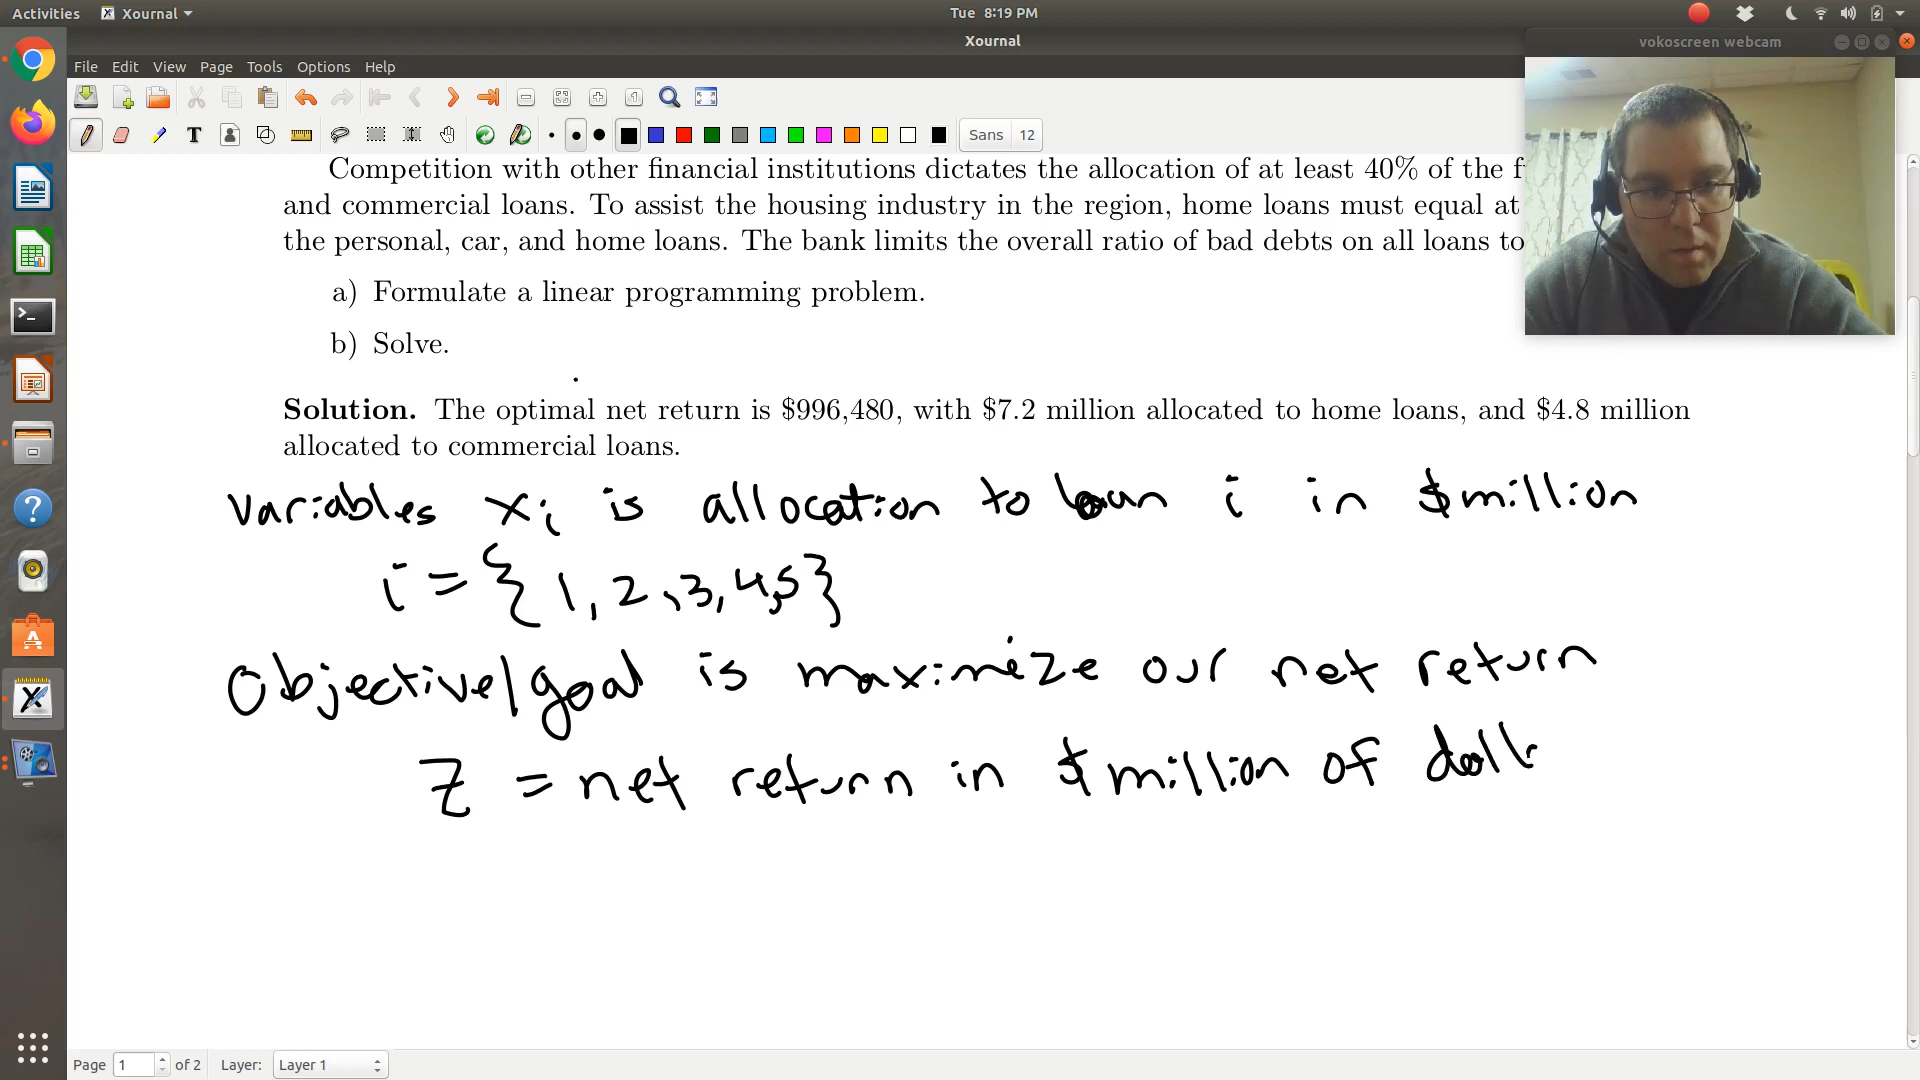 Activities Xournal Tue 8:19 PM
Xournal
vokoscreen webcam
File Edit View Page Tools Options Help
Sans 12
Competition with other financial institutions dictates the allocation of at least 40% of the f
and commercial loans. To assist the housing industry in the region, home loans must equal at
the personal, car, and home loans. The bank limits the overall ratio of bad debts on all loans to
a) Formulate a linear programming problem.
b) Solve.
Solution. The optimal net return is $996,480, with $7.2 million allocated to home loans, and $4.8 million
allocated to commercial loans.
Variables xi is allocation to loan i in $million
i = {1, 2, 3, 4, 5}
Objective/goal is maximize our net return
Z = net return in $million of doll
Page 1 of 2 Layer: Layer 1